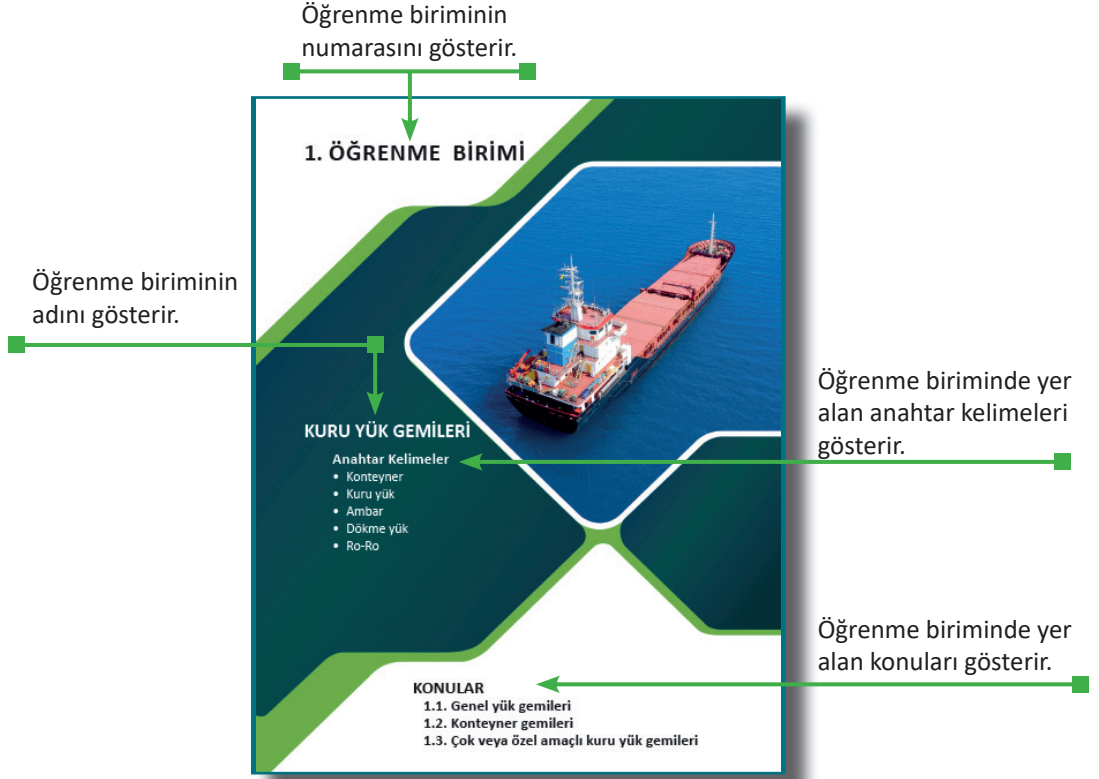 Öğrenme biriminin
numarasını gösterir.
1. ÖĞRENME BİRİMİ
Öğrenme biriminin
adını gösterir.
Öğrenme biriminde yer
alan anahtar kelimeleri
gösterir.
KURU YÜK GEMİLERİ
Anahtar Kelimeler
• Konteyner
• Kuru yük
• Ambar
• Dökme yük
• Ro-Ro
Öğrenme biriminde yer
alan konuları gösterir.
KONULAR
1.1. Genel yük gemileri
1.2. Konteyner gemileri
1.3. Çok veya özel amaçlı kuru yük gemileri